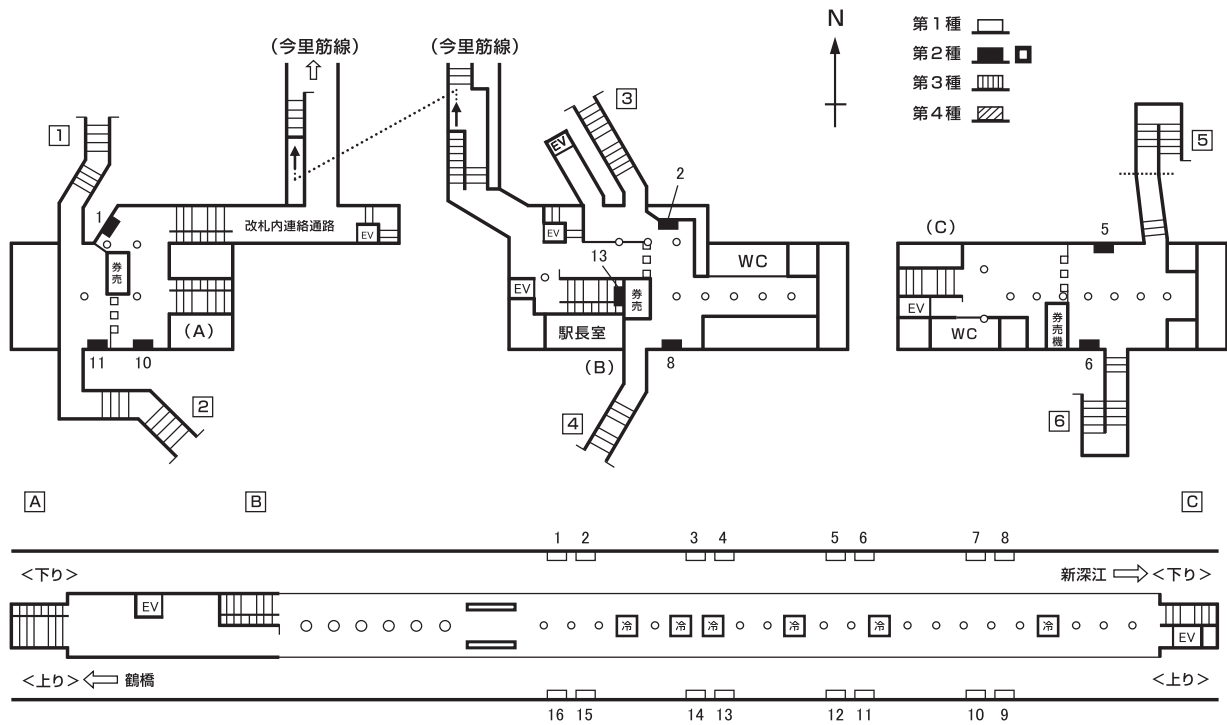 (今里筋線)
(今里筋線)
N
第1種
第2種
第3種
第4種
1
3
5
EV
2
1
改札内連絡通路
EV
EV
13
WC
(C)
5
券売
EV
券売
EV
(A)
駅長室
WC
券売機
11
10
(B)
8
6
2
4
6
A
B
C
1 2 3 4 5 6 7 8
<下り>
新深江
<下り>
EV
冷 冷 冷 冷 冷 冷
EV
<上り>
鶴橋
<上り>
16 15 14 13 12 11 10 9